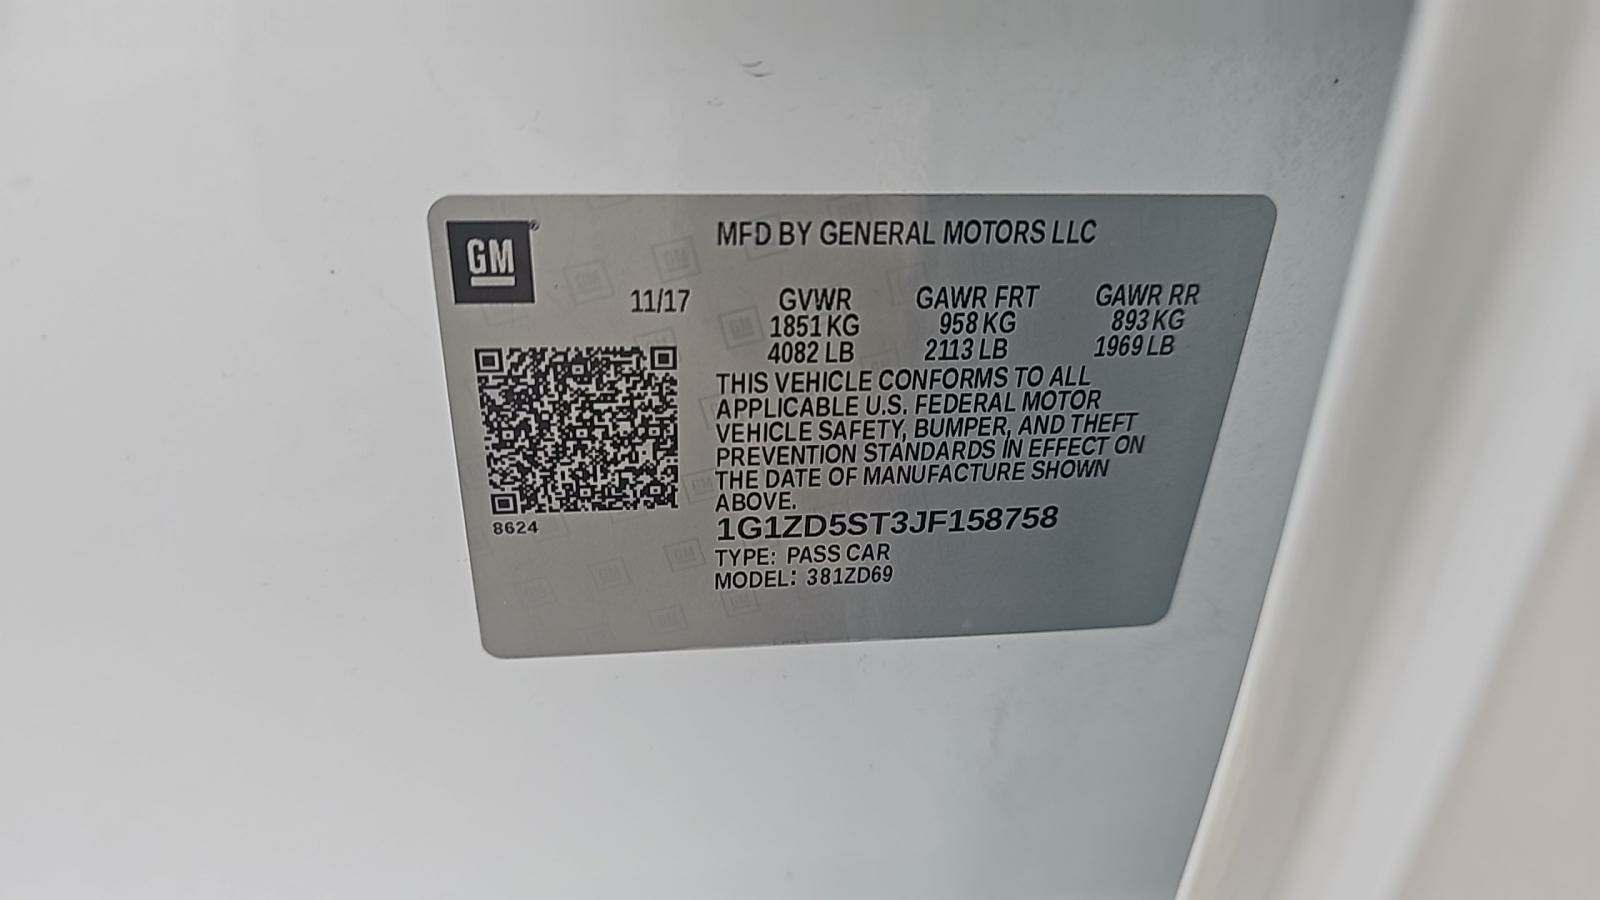 GM
MFD BY GENERAL MOTORS LLC
11/17 GVWR GAWR FRT GAWR RR
1851 KG 958 KG 893 KG
4082 LB 2113 LB 1969 LB
THIS VEHICLE CONFORMS TO ALL
APPLICABLE U.S. FEDERAL MOTOR
VEHICLE SAFETY, BUMPER, AND THEFT
PREVENTION STANDARDS IN EFFECT ON
THE DATE OF MANUFACTURE SHOWN
ABOVE.
8624
1G1ZD5ST3JF158758
TYPE: PASS CAR
MODEL: 381ZD69